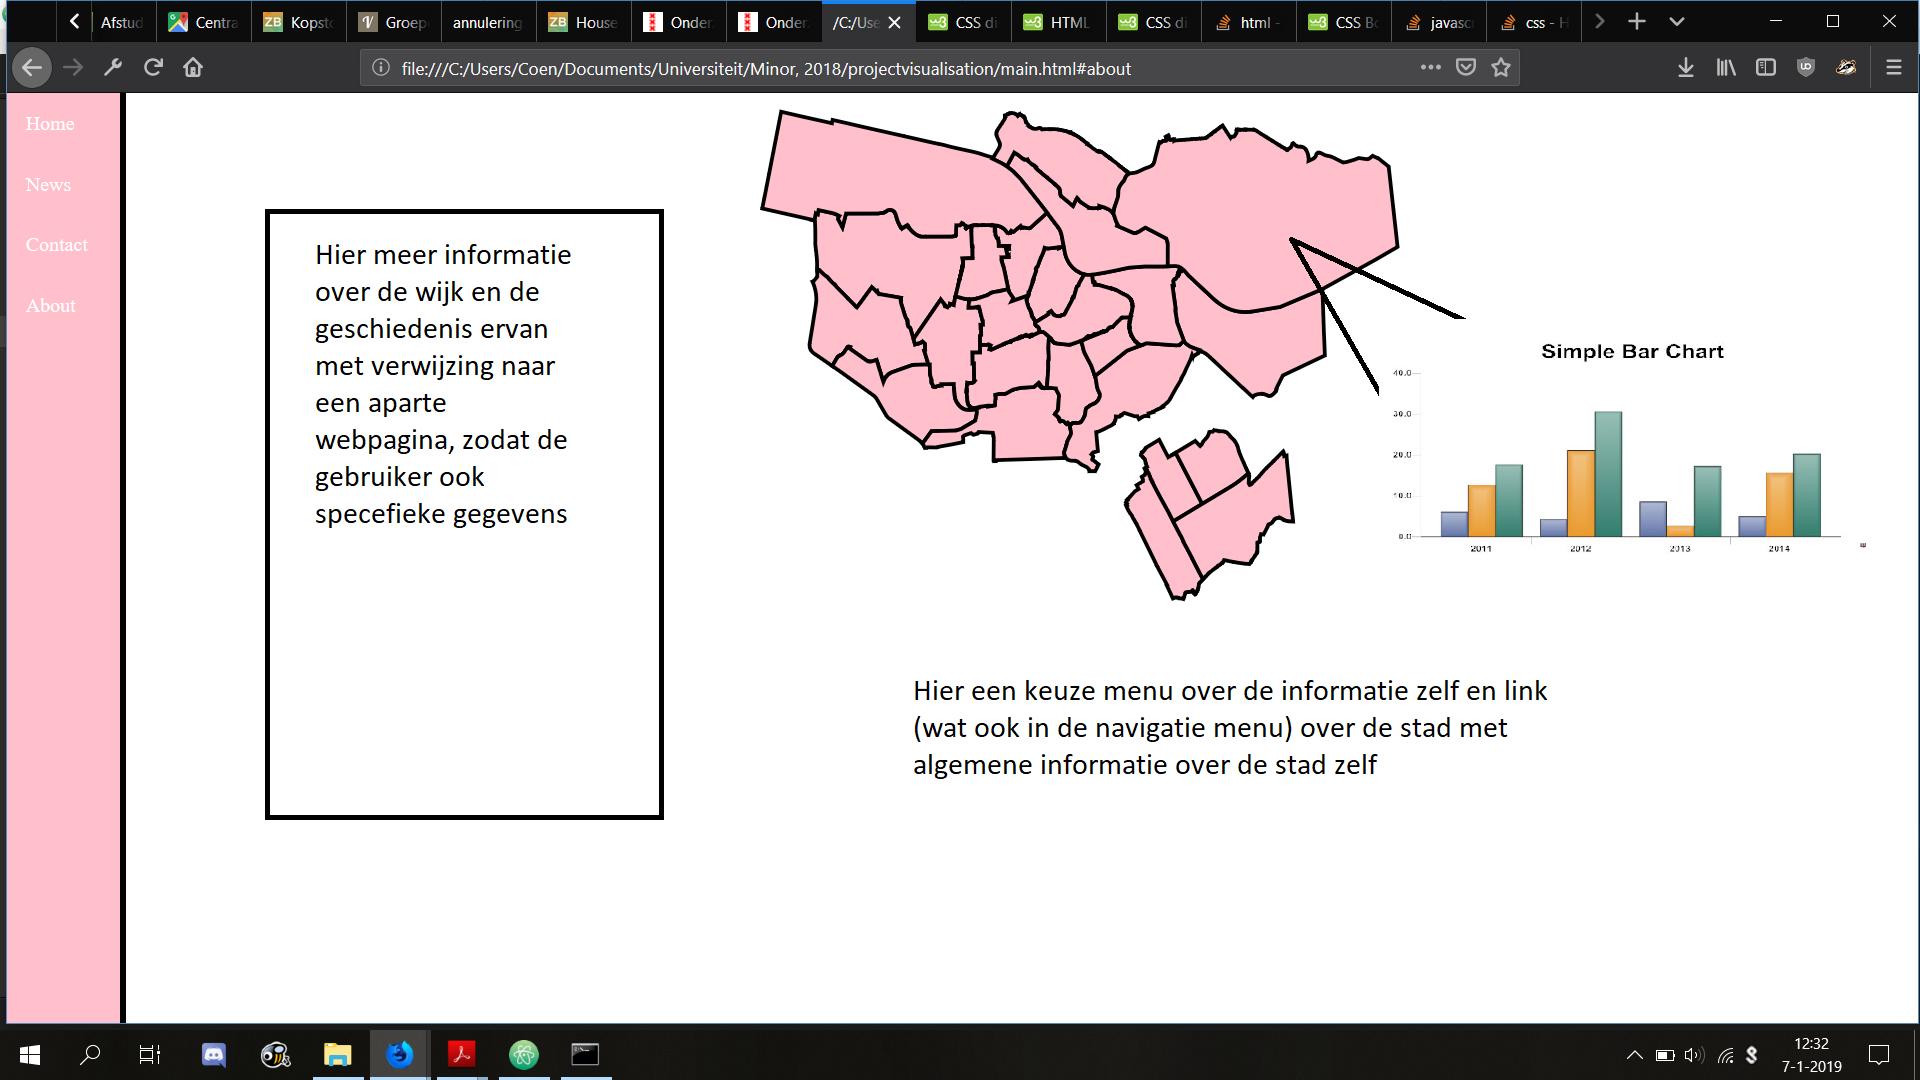 Afstud
Centra
Kopsto
Groep
annulering
House
Onder
Onder
/C:/Use
CSS di
HTML
CSS di
html -
CSS Bo
javasc
css - H
file:///C:/Users/Coen/Documents/Universiteit/Minor, 2018/projectvisualisation/main.html#about
Home
News
Contact
About
Hier meer informatie
over de wijk en de
geschiedenis ervan
met verwijzing naar
een aparte
webpagina, zodat de
gebruiker ook
specefieke gegevens
Simple Bar Chart
40.0
30.0
20.0
10.0
0.0
2011
2012
2013
2014
Hier een keuze menu over de informatie zelf en link
(wat ook in de navigatie menu) over de stad met
algemene informatie over de stad zelf
12:32
7-1-2019